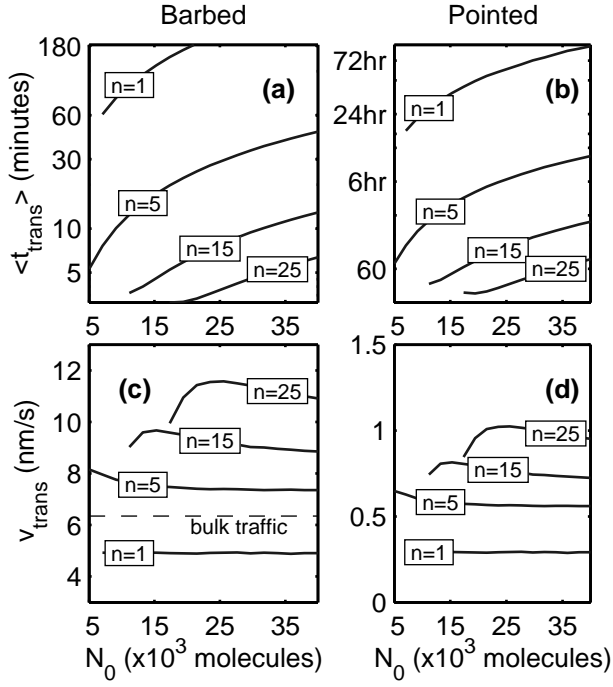 Barbed Pointed
180
60
30
10
5
<t_trans> (minutes)
n=1
(a)
n=5
n=15
n=25
5 15 25 35
72hr
24hr
6hr
60
n=1
(b)
n=5
n=15
n=25
5 15 25 35
12
10
8
6
4
v_trans (nm/s)
(c)
n=25
n=15
n=5
bulk traffic
n=1
5 15 25 35
N_0 (x10^3 molecules)
1.5
1
0.5
0
(d)
n=25
n=15
n=5
n=1
5 15 25 35
N_0 (x10^3 molecules)